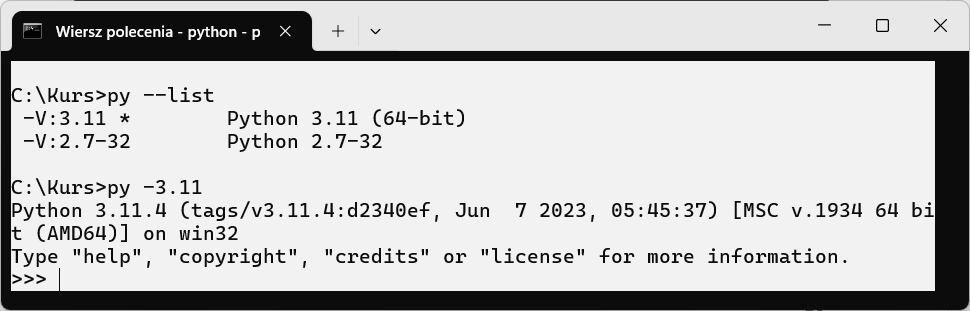 Wiersz polecenia - python - p
C:\Kurs>py --list
 -V:3.11 *        Python 3.11 (64-bit)
 -V:2.7-32        Python 2.7-32
C:\Kurs>py -3.11
Python 3.11.4 (tags/v3.11.4:d2340ef, Jun  7 2023, 05:45:37) [MSC v.1934 64 bi
t (AMD64)] on win32
Type "help", "copyright", "credits" or "license" for more information.
>>>